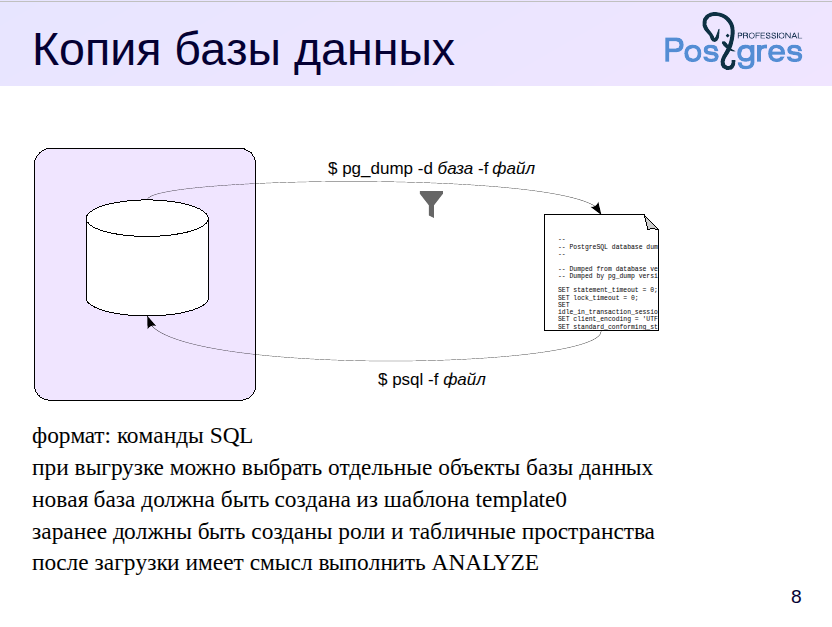 Копия базы данных
PROFESSIONAL
Postgres
$ pg_dump -d база -f файл
--
-- PostgreSQL database dum
--
-- Dumped from database ve
-- Dumped by pg_dump versi
SET statement_timeout = 0;
SET lock_timeout = 0;
SET
idle_in_transaction_sessio
SET client_encoding = 'UTF
SET standard_conforming_st
$ psql -f файл
формат: команды SQL
при выгрузке можно выбрать отдельные объекты базы данных
новая база должна быть создана из шаблона template0
заранее должны быть созданы роли и табличные пространства
после загрузки имеет смысл выполнить ANALYZE
8